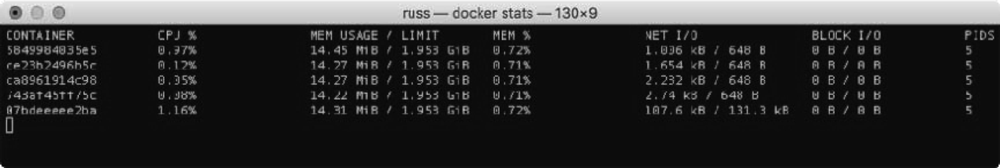 russ — docker stats — 130×9
CONTAINER CPU % MEM USAGE / LIMIT MEM % NET I/O BLOCK I/O PIDS
5849984035e5 0.97% 14.45 MiB / 1.953 GiB 0.72% 1.036 kB / 648 B 0 B / 0 B 5
ce23b2496b5c 0.12% 14.27 MiB / 1.953 GiB 0.71% 1.654 kB / 648 B 0 B / 0 B 5
ca8961914c98 0.35% 14.27 MiB / 1.953 GiB 0.71% 2.232 kB / 648 B 0 B / 0 B 5
743af45ff75c 0.38% 14.22 MiB / 1.953 GiB 0.71% 2.74 kB / 648 B 0 B / 0 B 5
07bdeeeee2ba 1.16% 14.31 MiB / 1.953 GiB 0.72% 107.6 kB / 131.3 kB 0 B / 0 B 5